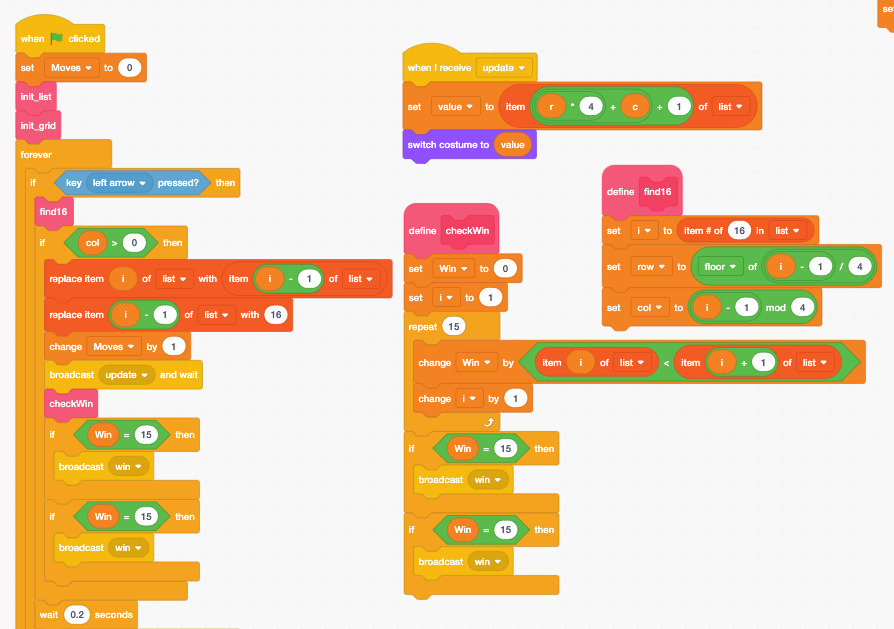 when clicked
set Moves to 0
init_list
init_grid
forever
if key left arrow pressed? then
find16
if col > 0 then
replace item i of list with item i - 1 of list
replace item i - 1 of list with 16
change Moves by 1
broadcast update and wait
checkWin
if Win = 15 then
broadcast win
if Win = 15 then
broadcast win
wait 0.2 seconds
when I receive update
set value to item r * 4 + c + 1 of list
switch costume to value
define checkWin
set Win to 0
set i to 1
repeat 15
change Win by item i of list < item i + 1 of list
change i by 1
if Win = 15 then
broadcast win
if Win = 15 then
broadcast win
define find16
set i to item # of 16 in list
set row to floor of i - 1 / 4
set col to i - 1 mod 4